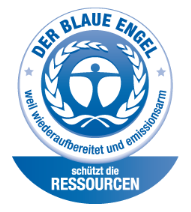 DER BLAUE ENGEL
weil wiederaufbereitet und emissionsarm
schützt die
RESSOURCEN